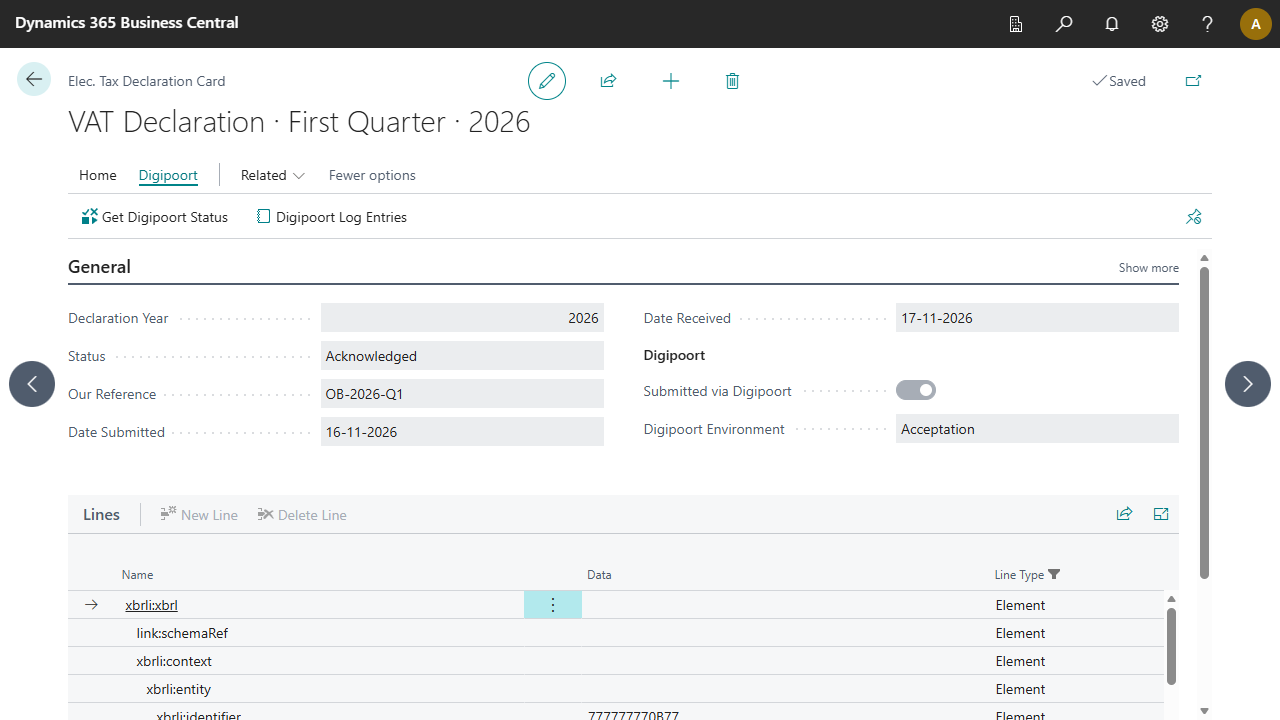 Dynamics 365 Business Central
A
Elec. Tax Declaration Card
Saved
VAT Declaration · First Quarter · 2026
Home Digipoort Related Fewer options
Get Digipoort Status Digipoort Log Entries
General Show more
Declaration Year 2026
Status Acknowledged
Our Reference OB-2026-Q1
Date Submitted 16-11-2026
Date Received 17-11-2026
Digipoort
Submitted via Digipoort
Digipoort Environment Acceptation
Lines New Line Delete Line
Name Data Line Type
xbrli:xbrl Element
link:schemaRef Element
xbrli:context Element
xbrli:entity Element
xbrli:identifier 777777770B77 Element